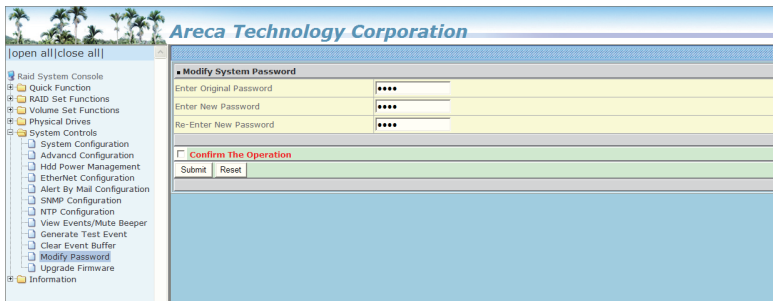 Areca Technology Corporation
|open all|close all|
Raid System Console
Quick Function
RAID Set Functions
Volume Set Functions
Physical Drives
System Controls
System Configuration
Advancd Configuration
Hdd Power Management
EtherNet Configuration
Alert By Mail Configuration
SNMP Configuration
NTP Configuration
View Events/Mute Beeper
Generate Test Event
Clear Event Buffer
Modify Password
Upgrade Firmware
Information
Modify System Password
Enter Original Password ••••
Enter New Password ••••
Re-Enter New Password ••••
Confirm The Operation
Submit Reset